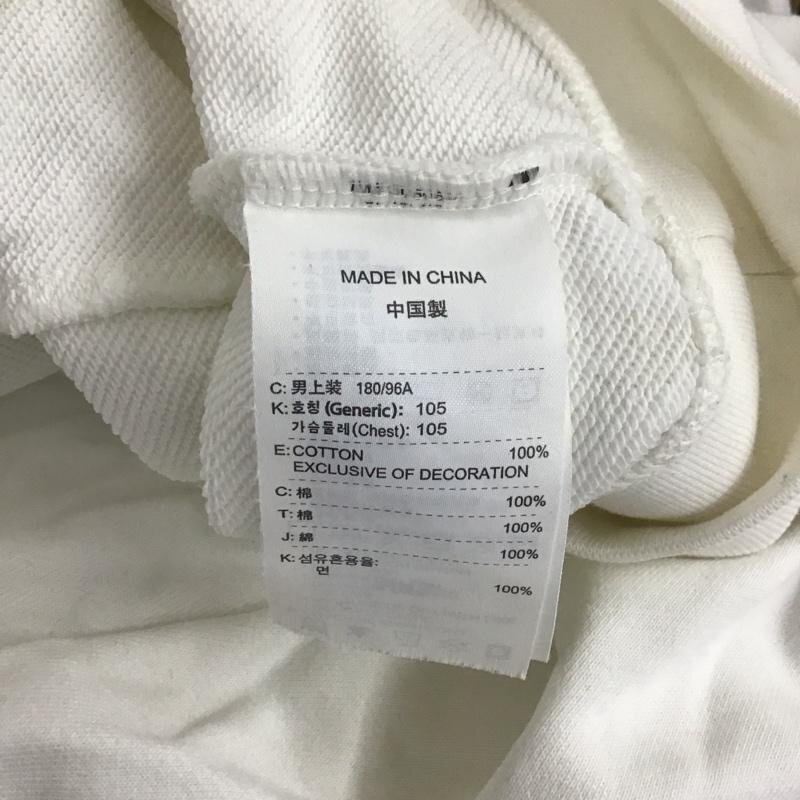 MADE IN CHINA
中国製
C: 男上装 180/96A
K: 호칭 (Generic): 105
가슴둘레(Chest): 105
E: COTTON 100%
EXCLUSIVE OF DECORATION
C: 棉 100%
T: 棉 100%
J: 綿 100%
K: 섬유혼용율:
면 100%